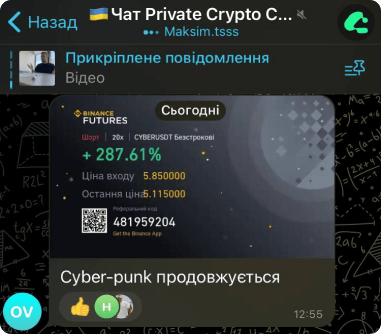 Назад
🇺🇦Чат Private Crypto C...
Maksim.tsss
Прикріплене повідомлення
Відео
Сьогодні
BINANCE
FUTURES
Шорт | 20x | CYBERUSDT Безстрокові
+ 287.61%
Ціна входу 5.850000
Остання ціна 5.115000
Реферальний код
481959204
Get the Binance App
Cyber-punk продовжується
👍 H
12:55
OV